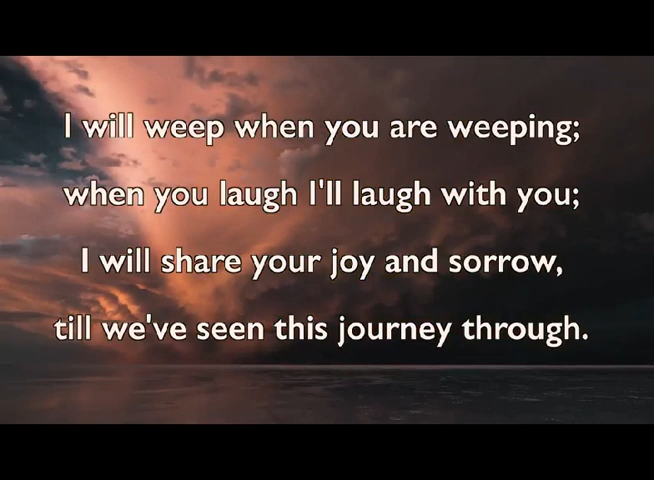 I will weep when you are weeping;
when you laugh I'll laugh with you;
I will share your joy and sorrow,
till we've seen this journey through.